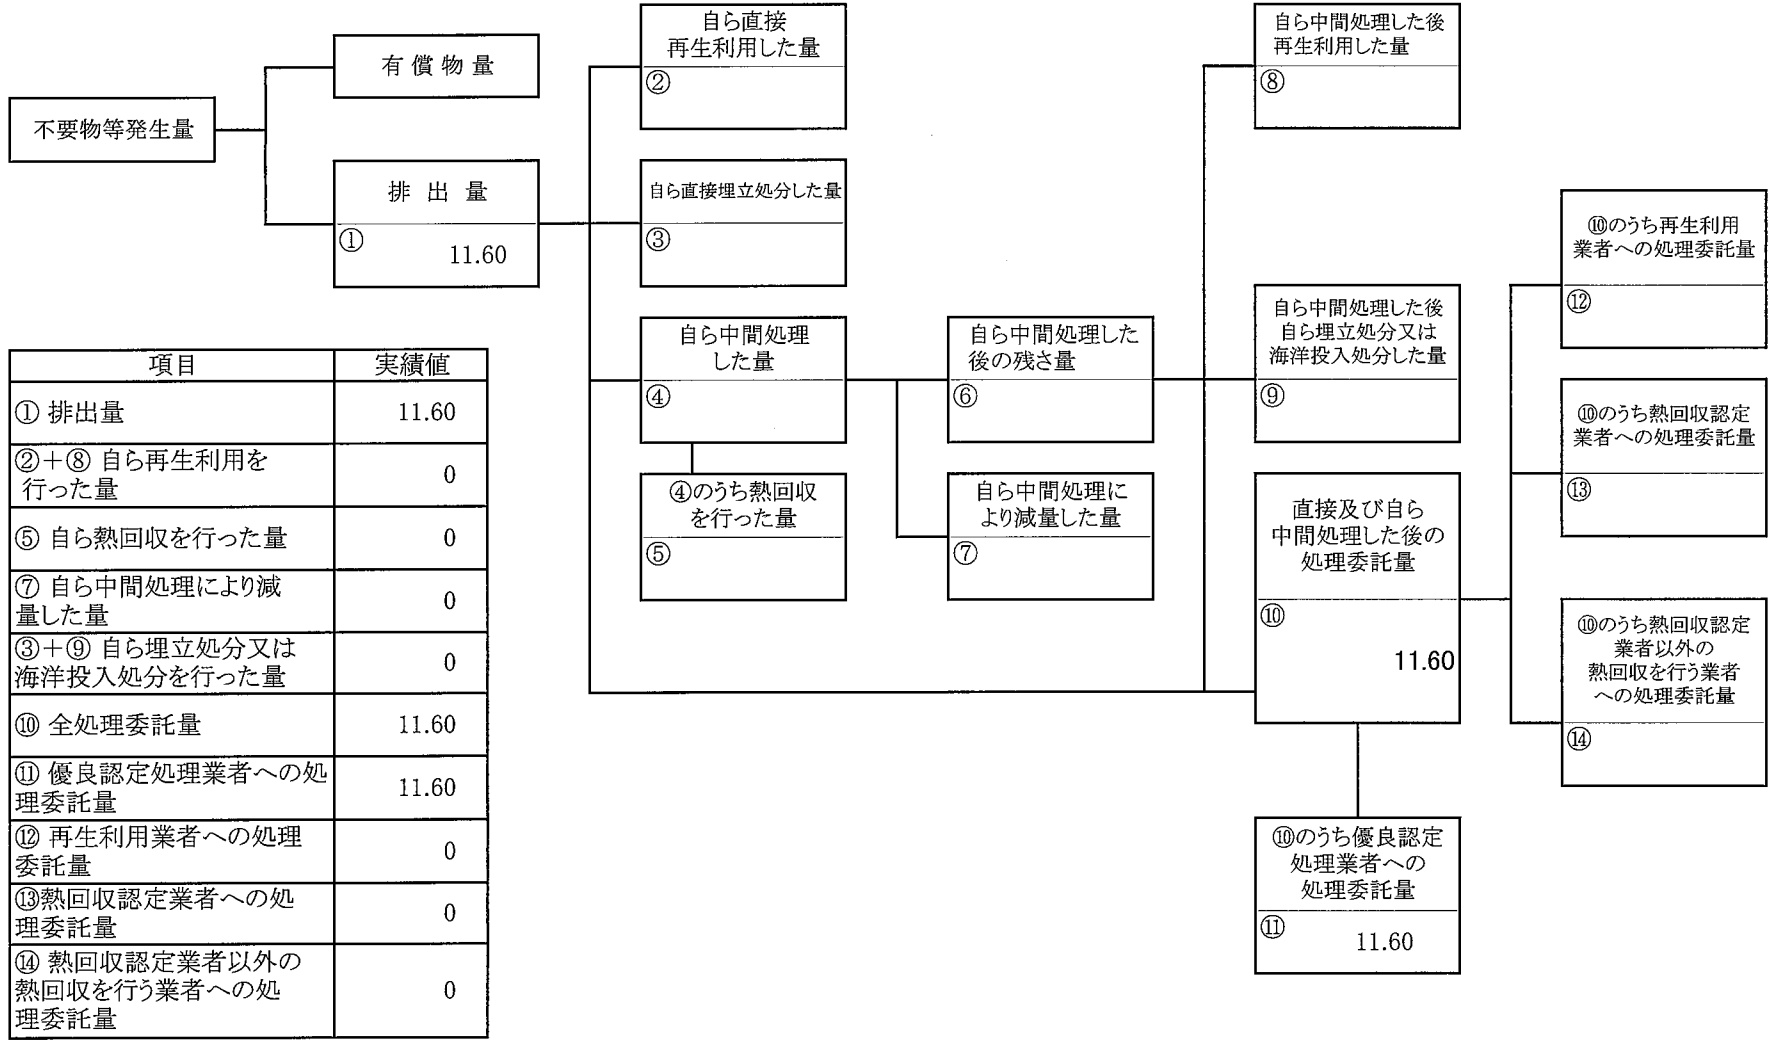 不要物等発生量
有 償 物 量
排 出 量
①
11.60
自ら直接
再生利用した量
②
自ら直接埋立処分した量
③
自ら中間処理
した量
④
④のうち熱回収
を行った量
⑤
自ら中間処理した
後の残さ量
⑥
自ら中間処理に
より減量した量
⑦
自ら中間処理した後
再生利用した量
⑧
自ら中間処理した後
自ら埋立処分又は
海洋投入処分した量
⑨
直接及び自ら
中間処理した後の
処理委託量
⑩
11.60
⑩のうち優良認定
処理業者への
処理委託量
⑪
11.60
⑩のうち再生利用
業者への処理委託量
⑫
⑩のうち熱回収認定
業者への処理委託量
⑬
⑩のうち熱回収認定
業者以外の
熱回収を行う業者
への処理委託量
⑭
項目 実績値
① 排出量 11.60
②＋⑧ 自ら再生利用を
行った量 0
⑤ 自ら熱回収を行った量 0
⑦ 自ら中間処理により減
量した量 0
③＋⑨ 自ら埋立処分又は
海洋投入処分を行った量 0
⑩ 全処理委託量 11.60
⑪ 優良認定処理業者への処
理委託量 11.60
⑫ 再生利用業者への処理
委託量 0
⑬熱回収認定業者への処
理委託量 0
⑭ 熱回収認定業者以外の
熱回収を行う業者への処
理委託量 0